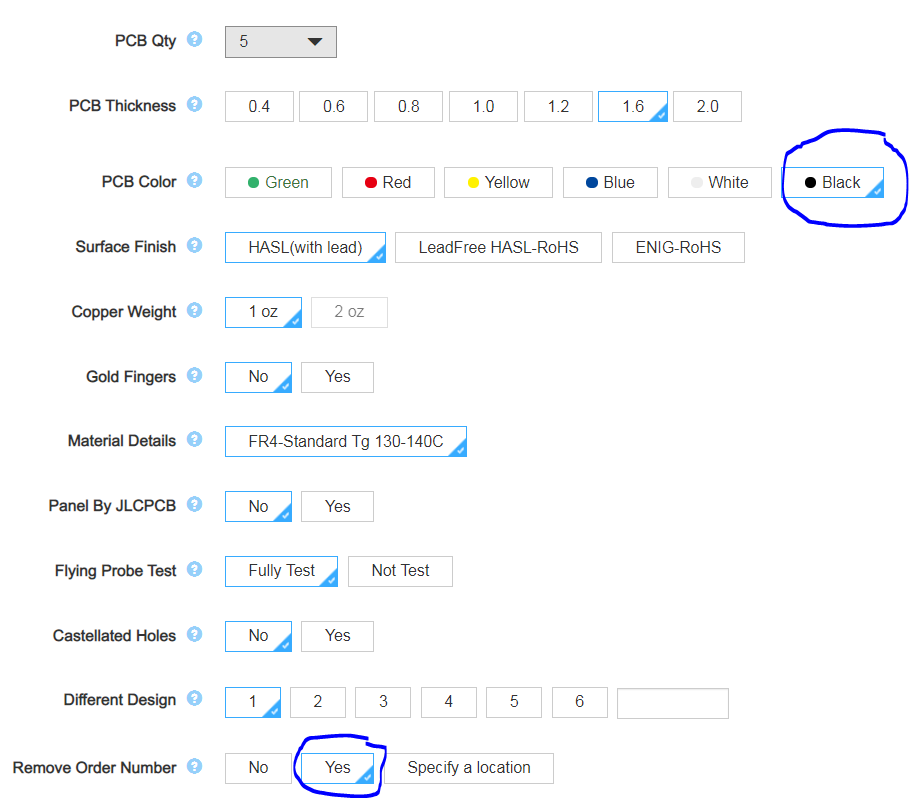 PCB Qty ? 5
PCB Thickness ? 0.4 0.6 0.8 1.0 1.2 1.6 2.0
PCB Color ? Green Red Yellow Blue White Black
Surface Finish ? HASL(with lead) LeadFree HASL-RoHS ENIG-RoHS
Copper Weight ? 1 oz 2 oz
Gold Fingers ? No Yes
Material Details ? FR4-Standard Tg 130-140C
Panel By JLCPCB ? No Yes
Flying Probe Test ? Fully Test Not Test
Castellated Holes ? No Yes
Different Design ? 1 2 3 4 5 6
Remove Order Number ? No Yes Specify a location